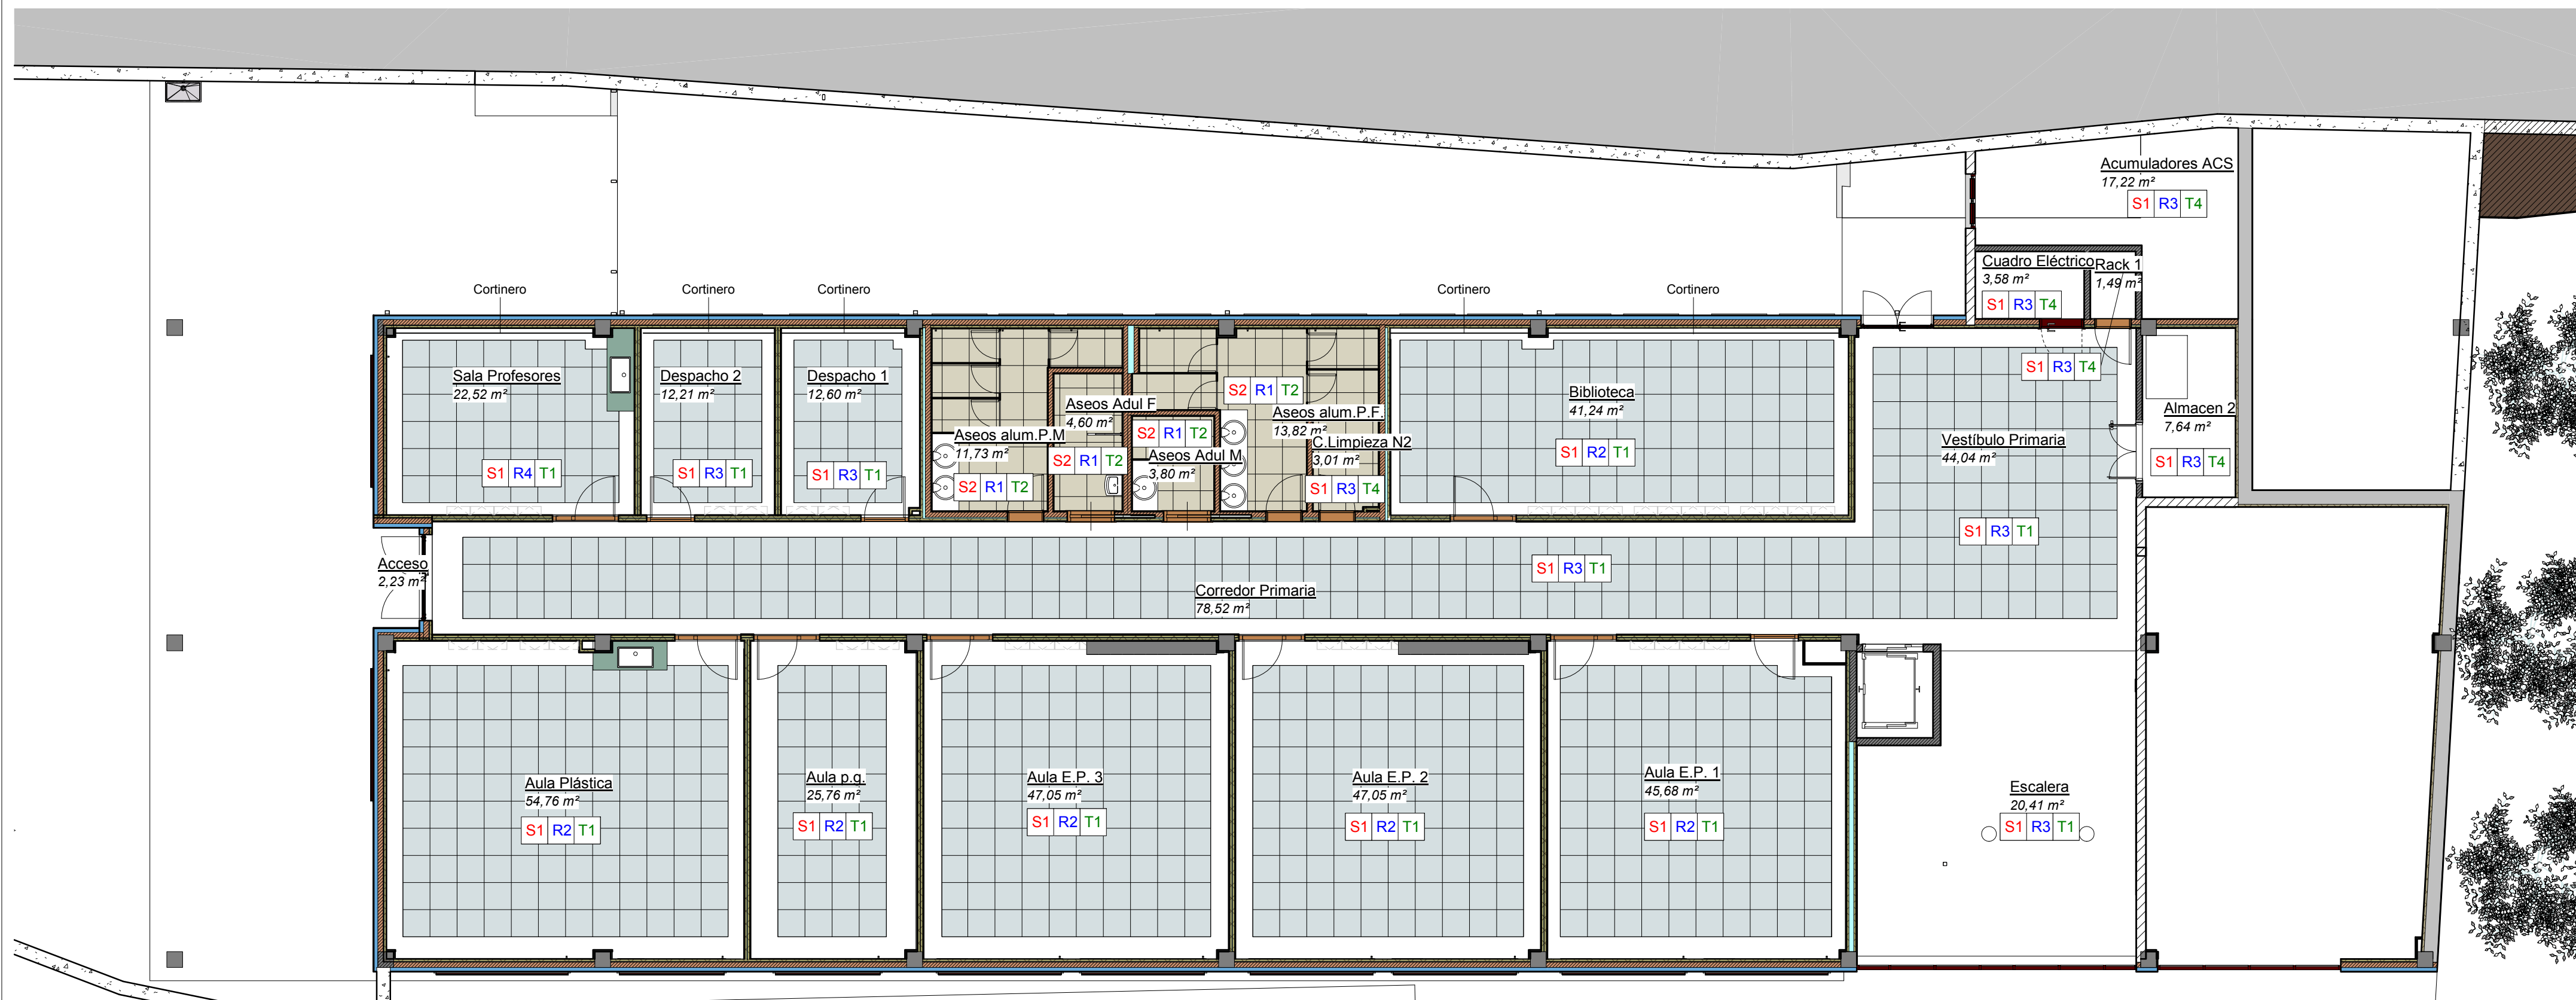 Acumuladores ACS
17,22 m²
S1 R3 T4
Cuadro Eléctrico
3,58 m²
S1 R3 T4
Rack 1
1,49 m²
Cortinero
Cortinero
Cortinero
Cortinero
Cortinero
Sala Profesores
22,52 m²
S1 R4 T1
Despacho 2
12,21 m²
S1 R3 T1
Despacho 1
12,60 m²
S1 R3 T1
Aseos alum.P.M
11,73 m²
S2 R1 T2
Aseos Adul F
4,60 m²
S2 R1 T2
S2 R1 T2
Aseos Adul M
3,80 m²
S2 R1 T2
Aseos alum.P.F.
13,82 m²
C.Limpieza N2
3,01 m²
S1 R3 T4
Biblioteca
41,24 m²
S1 R2 T1
S1 R3 T4
Vestíbulo Primaria
44,04 m²
S1 R3 T1
Almacen 2
7,64 m²
S1 R3 T4
Acceso
2,23 m²
Corredor Primaria
78,52 m²
S1 R3 T1
Aula Plástica
54,76 m²
S1 R2 T1
Aula p.g.
25,76 m²
S1 R2 T1
Aula E.P. 3
47,05 m²
S1 R2 T1
Aula E.P. 2
47,05 m²
S1 R2 T1
Aula E.P. 1
45,68 m²
S1 R2 T1
Escalera
20,41 m²
S1 R3 T1